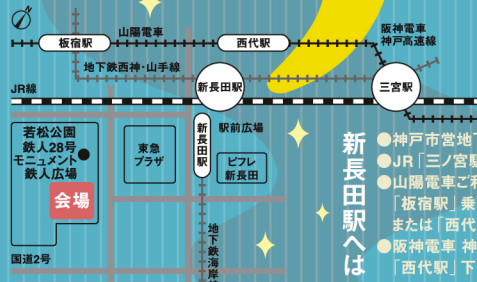 山陽電車
阪神電車
神戸高速線
板宿駅
西代駅
地下鉄西神・山手線
JR線
新長田駅
三宮駅
若松公園
鉄人28号
モニュメント
鉄人広場
会場
東急
プラザ
新長田駅
駅前広場
ピフレ
新長田
国道2号
地下鉄海岸線
新長田駅へは
●神戸市営地下
●JR「三ノ宮駅
●山陽電車ご利
「板宿駅」乗
または「西代
●阪神電車 神
「西代駅」下